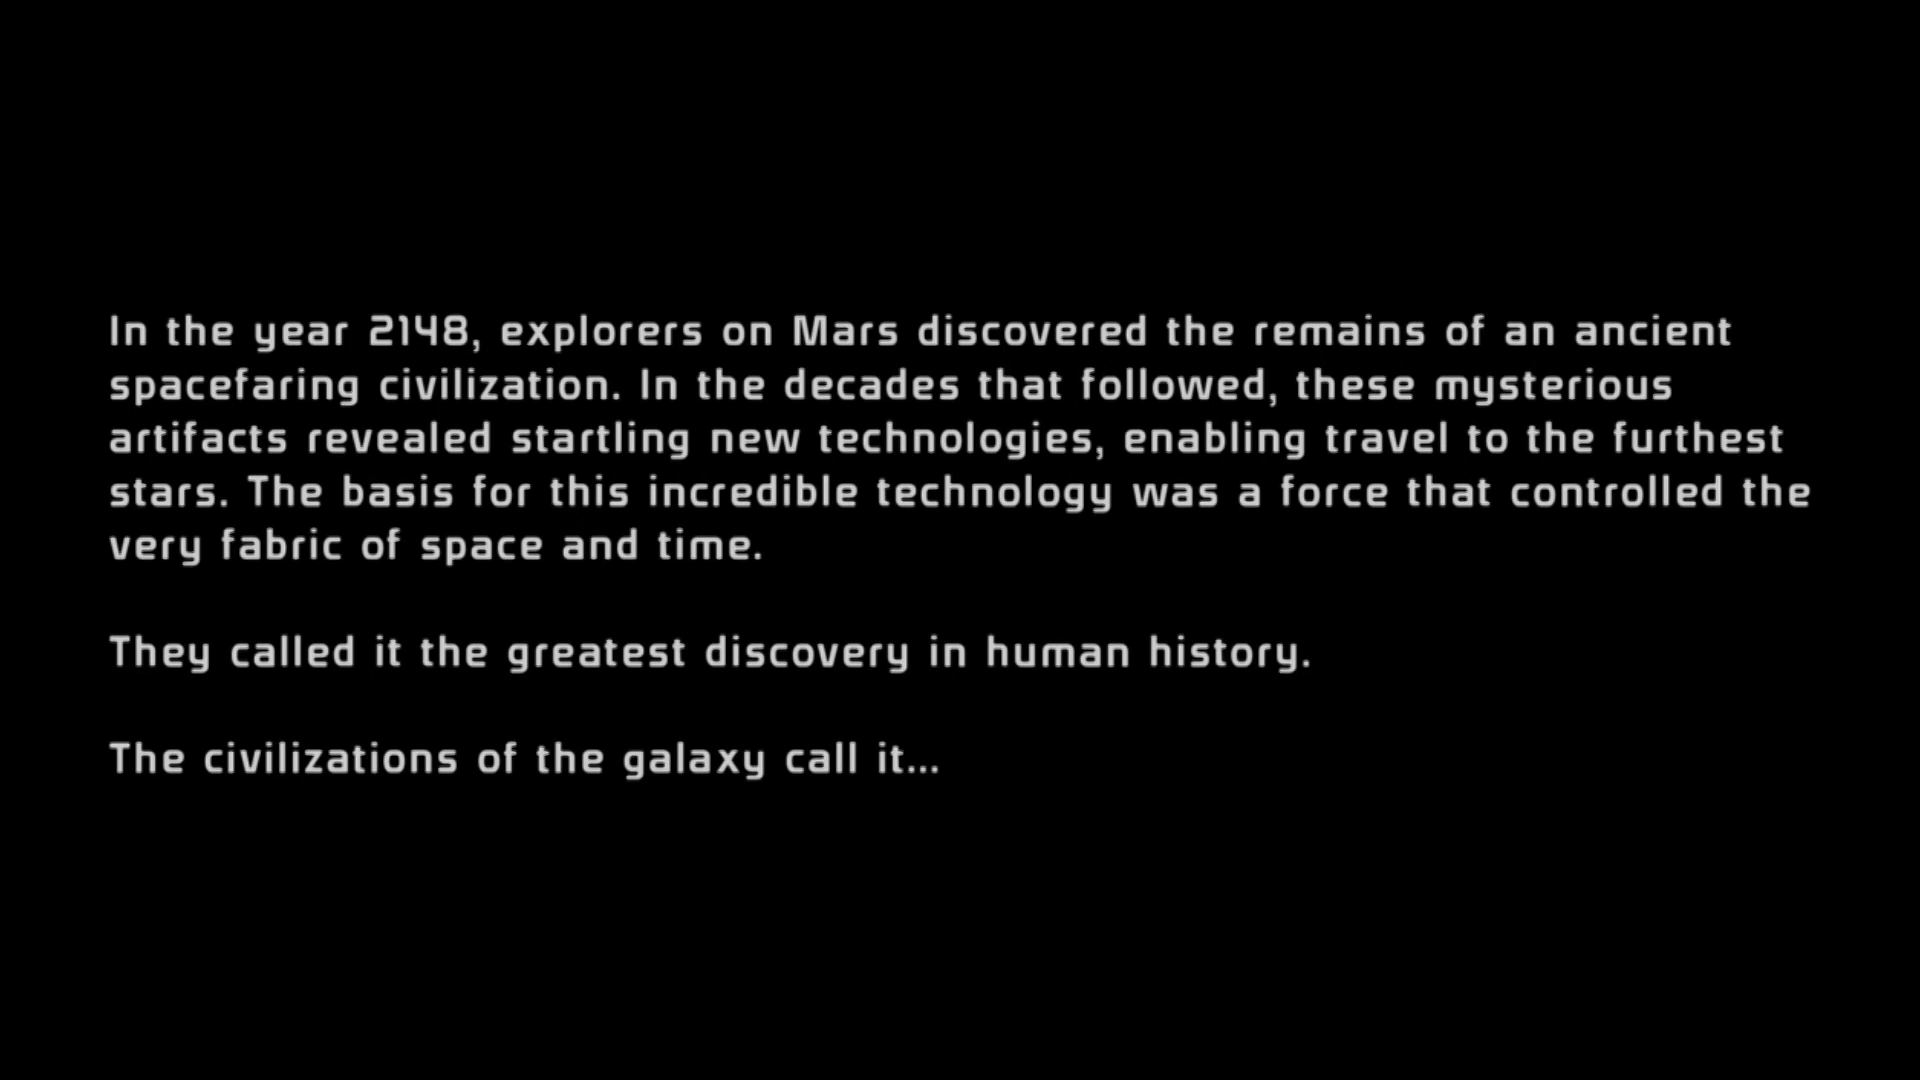 In the year 2148, explorers on Mars discovered the remains of an ancient
spacefaring civilization. In the decades that followed, these mysterious
artifacts revealed startling new technologies, enabling travel to the furthest
stars. The basis for this incredible technology was a force that controlled the
very fabric of space and time.
They called it the greatest discovery in human history.
The civilizations of the galaxy call it...